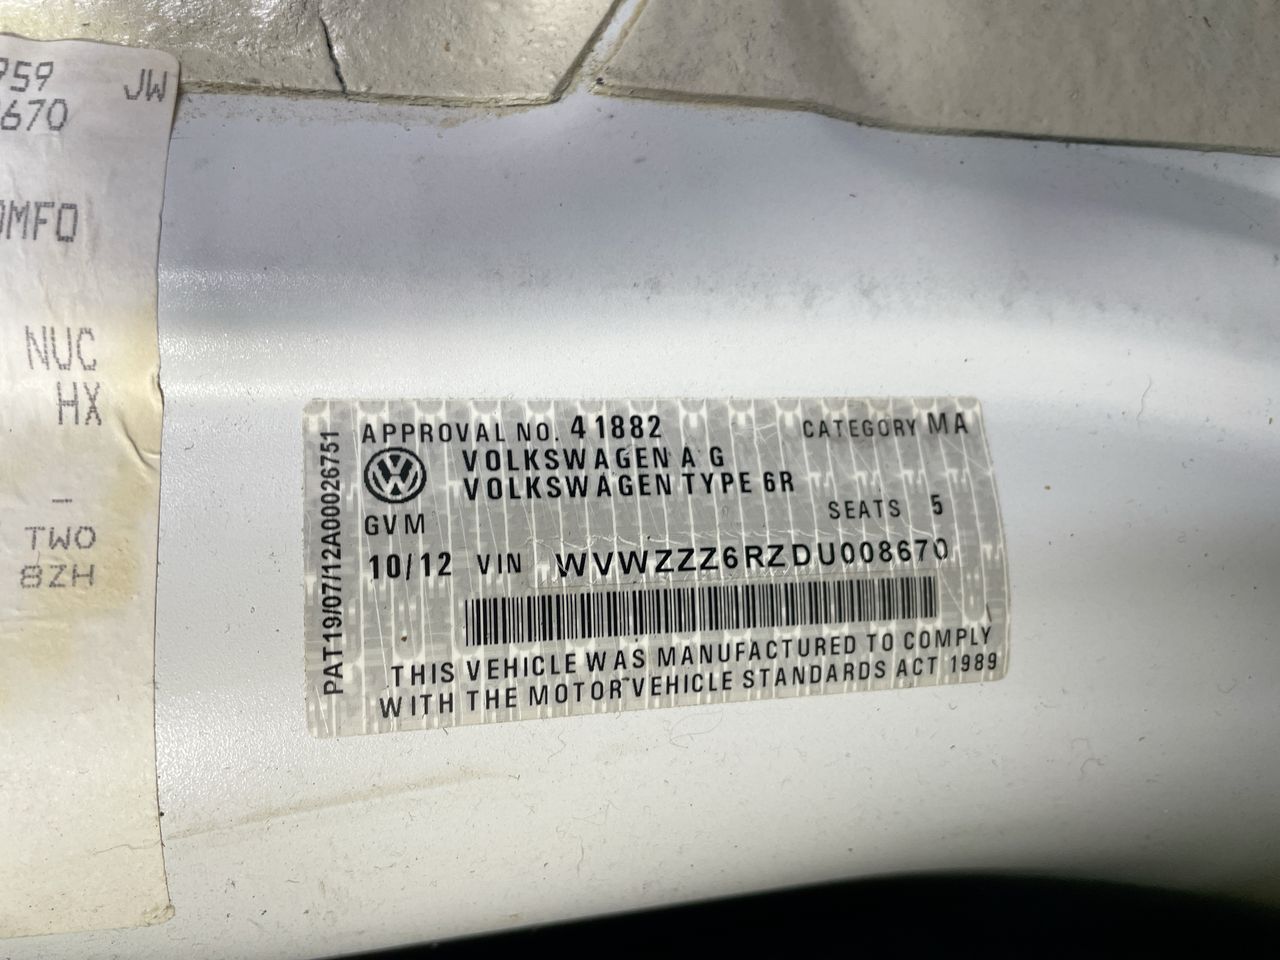 959 JW
670
MFO
NUC
HX
-
TWO
8ZH
PAT19/07/12A00026751
APPROVAL NO. 41882 CATEGORY MA
VOLKSWAGEN AG
VOLKSWAGEN TYPE 6R
GVM SEATS 5
10/12 VIN WVWZZZ6RZDU008670
THIS VEHICLE WAS MANUFACTURED TO COMPLY
WITH THE MOTOR VEHICLE STANDARDS ACT 1989